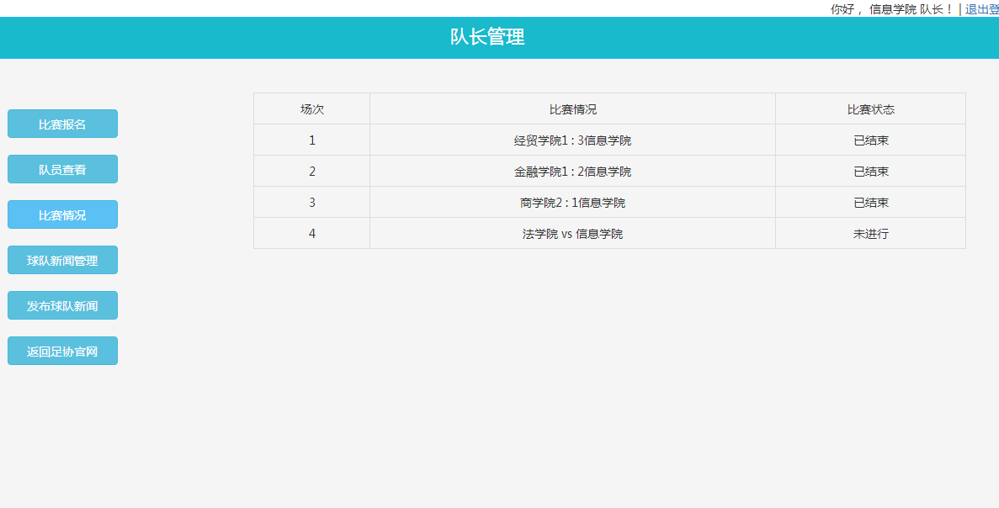 你好， 信息学院 队长！ | 退出登
队长管理
比赛报名
队员查看
比赛情况
球队新闻管理
发布球队新闻
返回足协官网
场次 比赛情况 比赛状态
1 经贸学院1 : 3信息学院 已结束
2 金融学院1 : 2信息学院 已结束
3 商学院2 : 1信息学院 已结束
4 法学院 vs 信息学院 未进行